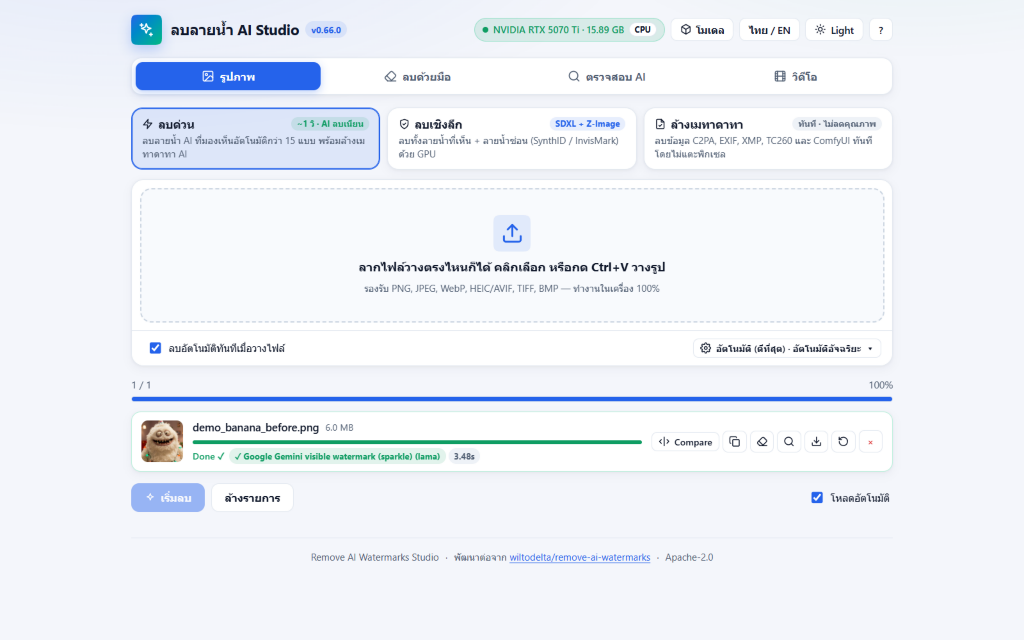 ลบลายน้ำ AI Studio v0.66.0
NVIDIA RTX 5070 Ti · 15.89 GB CPU
โมเดล
ไทย / EN
Light
?
รูปภาพ
ลบด้วยมือ
ตรวจสอบ AI
วิดีโอ
ลบด่วน
~1 วิ · AI ลบเนียน
ลบลายน้ำ AI ที่มองเห็นอัตโนมัติกว่า 15 แบบ พร้อมล้างเม
ทาดาทา AI
ลบเชิงลึก
SDXL + Z-Image
ลบทั้งลายน้ำที่เห็น + ลายน้ำซ่อน (SynthID / InvisMark)
ด้วย GPU
ล้างเมทาดาทา
ทันที · ไม่ลดคุณภาพ
ลบข้อมูล C2PA, EXIF, XMP, TC260 และ ComfyUI ทันที
โดยไม่แตะพิกเซล
ลากไฟล์วางตรงไหนก็ได้ คลิกเลือก หรือกด Ctrl+V วางรูป
รองรับ PNG, JPEG, WebP, HEIC/AVIF, TIFF, BMP — ทำงานในเครื่อง 100%
ลบอัตโนมัติทันทีเมื่อวางไฟล์
อัตโนมัติ (ดีที่สุด) · อัตโนมัติอัจฉริยะ
1 / 1
100%
demo_banana_before.png 6.0 MB
Done ✓ ✓ Google Gemini visible watermark (sparkle) (lama) 3.48s
Compare
เริ่มลบ
ล้างรายการ
โหลดอัตโนมัติ
Remove AI Watermarks Studio · พัฒนาต่อจาก wiltodelta/remove-ai-watermarks · Apache-2.0